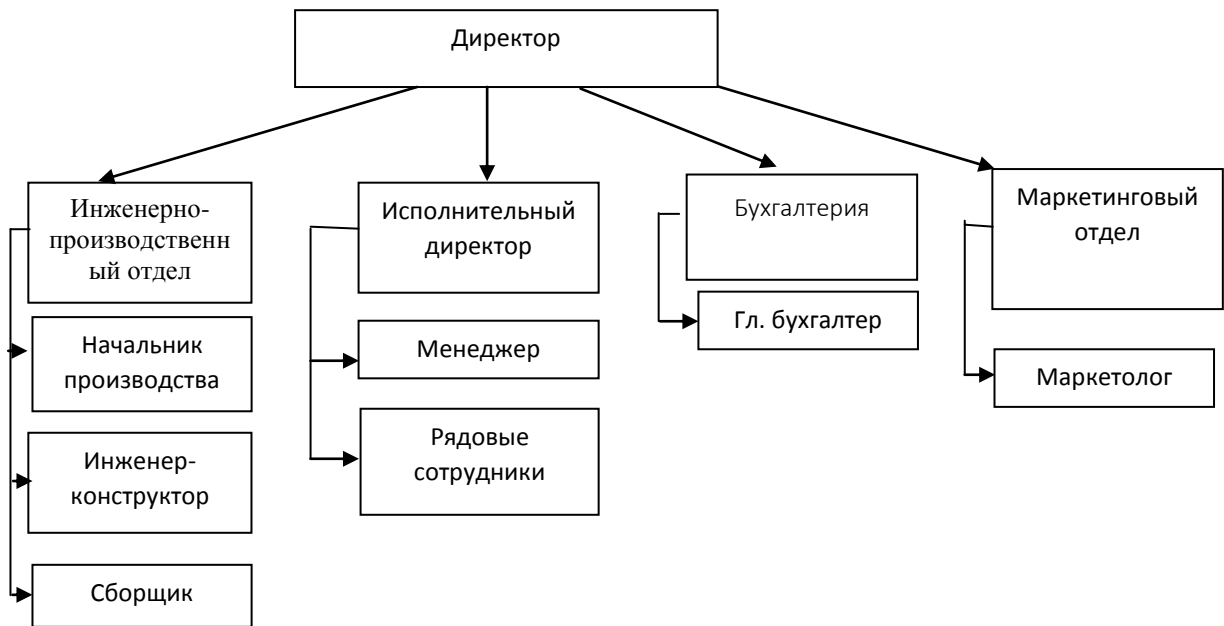 Директор
Инженерно-
производственн
ый отдел
Начальник
производства
Инженер-
конструктор
Сборщик
Исполнительный
директор
Менеджер
Рядовые
сотрудники
Бухгалтерия
Гл. бухгалтер
Маркетинговый
отдел
Маркетолог